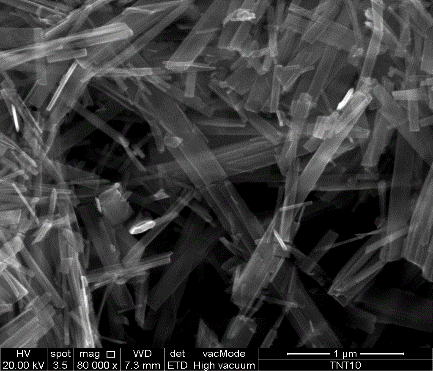 HV spot mag □ WD det vacMode 1 µm
20.00 kV 3.5 80 000 x 7.3 mm ETD High vacuum TNT10